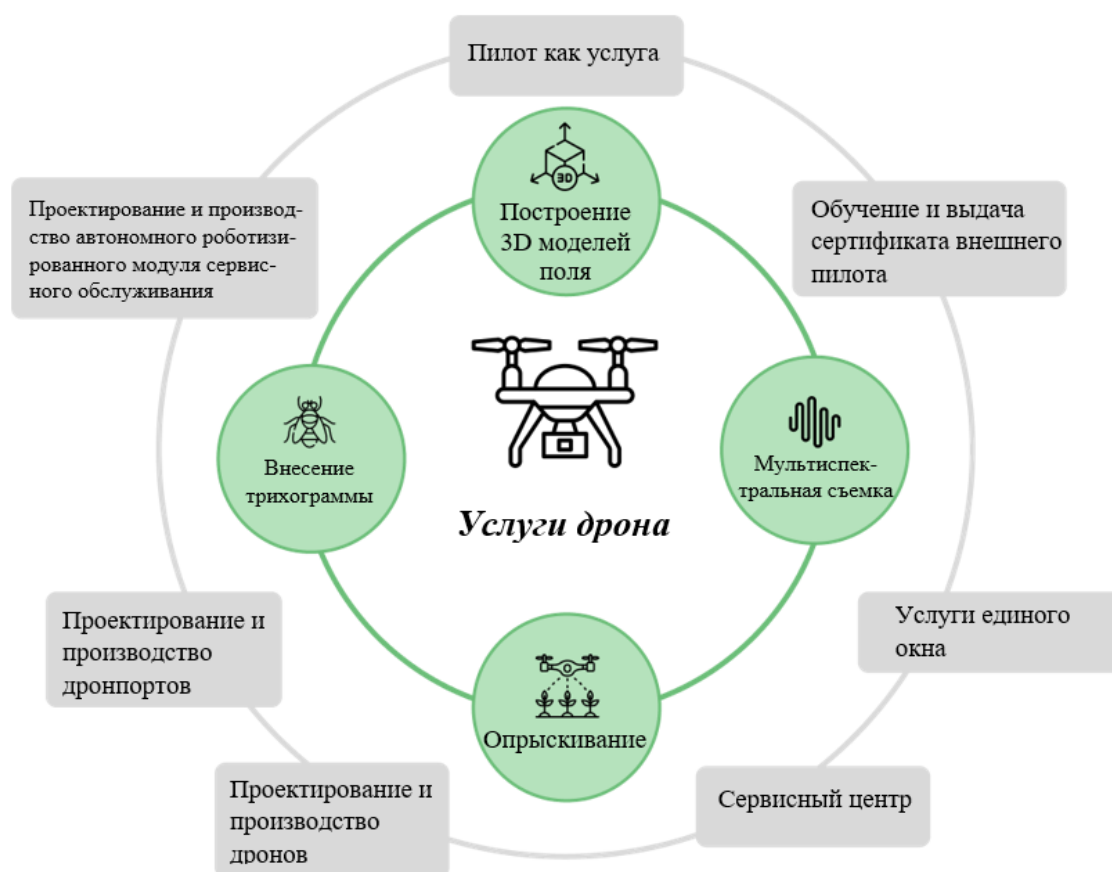 Пилот как услуга
3D
Построение
3D моделей
поля
Проектирование и производ-
ство автономного роботизи-
рованного модуля сервис-
ного обслуживания
Обучение и выдача
сертификата внешнего
пилота
Внесение
трихограммы
Мультиспек-
тральная съемка
Услуги дрона
Проектирование и
производство
дронпортов
Услуги единого
окна
Опрыскивание
Проектирование и
производство
дронов
Сервисный центр